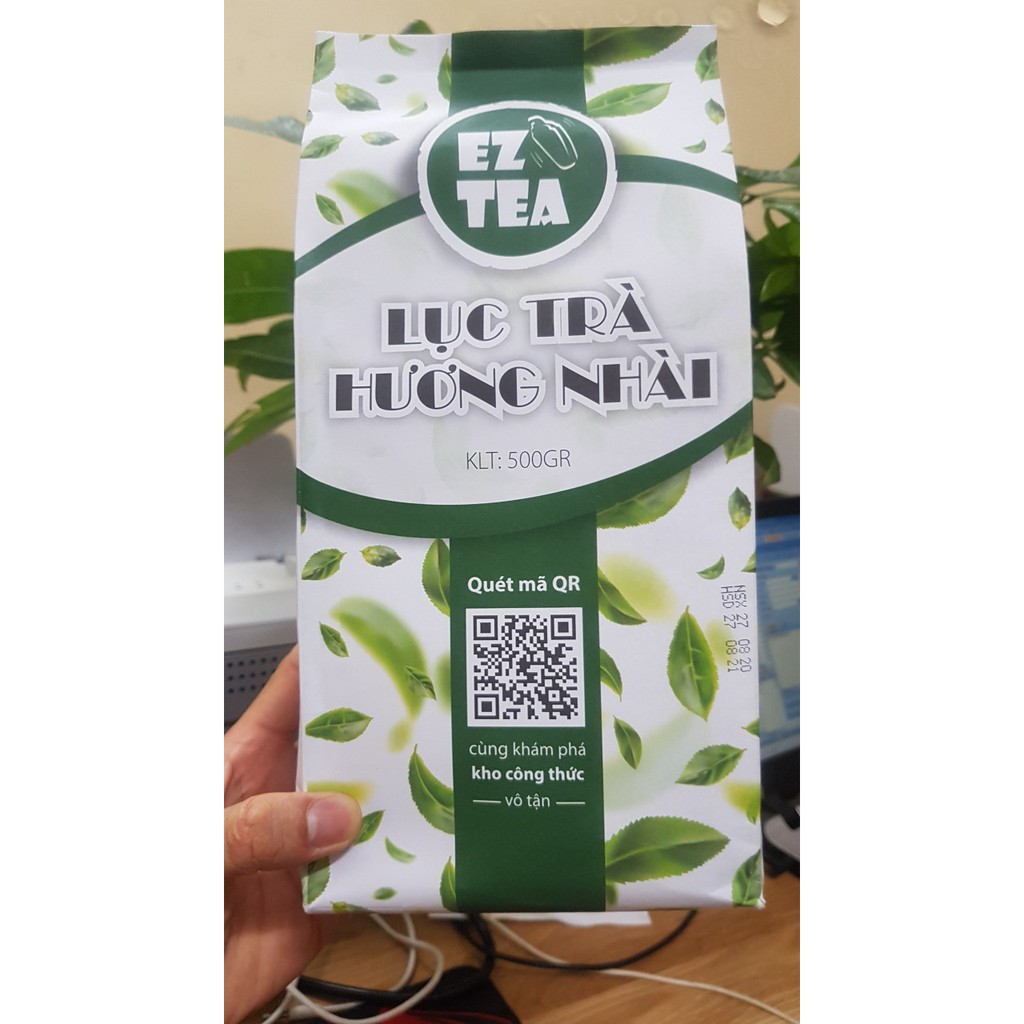 EZ
TEA
LỤC TRÀ
HƯƠNG NHÀI
KLT: 500GR
Quét mã QR
cùng khám phá
kho công thức
vô tận
NSX 27 08 20
HSD 27 08 21